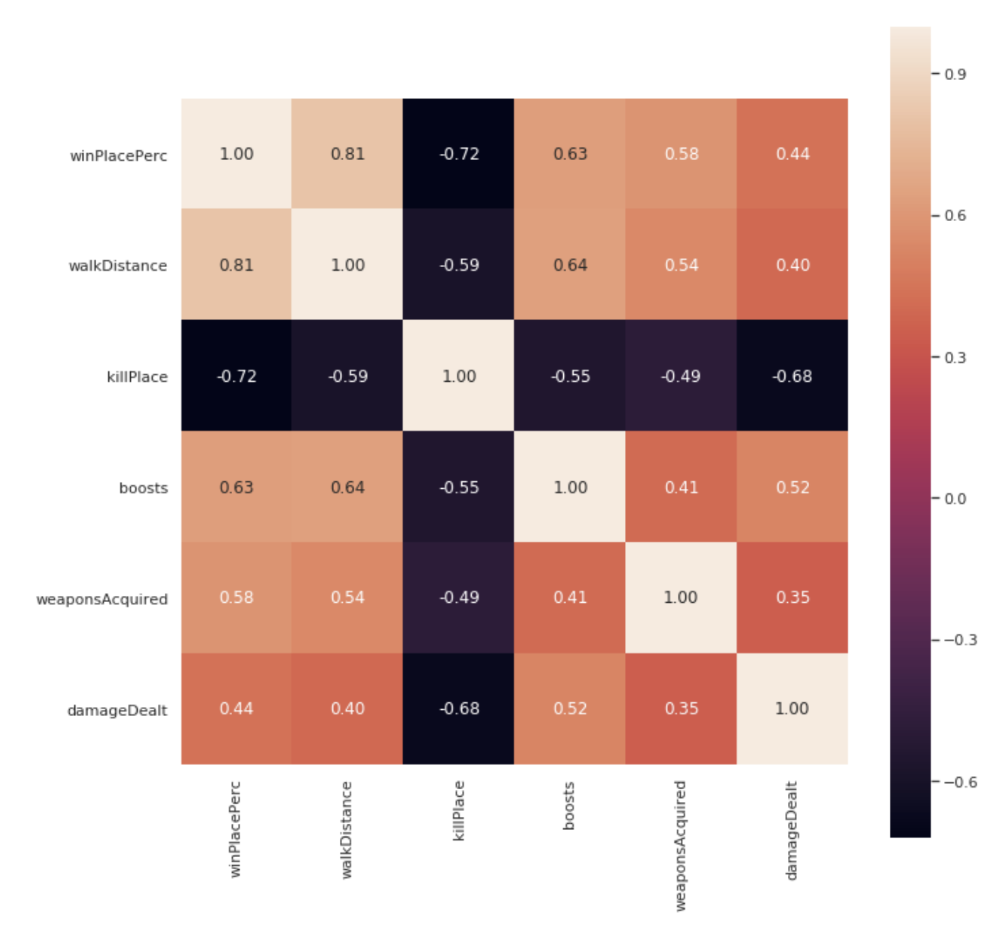 0.9
winPlacePerc 1.00 0.81 -0.72 0.63 0.58 0.44
0.6
walkDistance 0.81 1.00 -0.59 0.64 0.54 0.40
0.3
killPlace -0.72 -0.59 1.00 -0.55 -0.49 -0.68
boosts 0.63 0.64 -0.55 1.00 0.41 0.52
0.0
weaponsAcquired 0.58 0.54 -0.49 0.41 1.00 0.35
−0.3
damageDealt 0.44 0.40 -0.68 0.52 0.35 1.00
−0.6
winPlacePerc
walkDistance
killPlace
boosts
weaponsAcquired
damageDealt